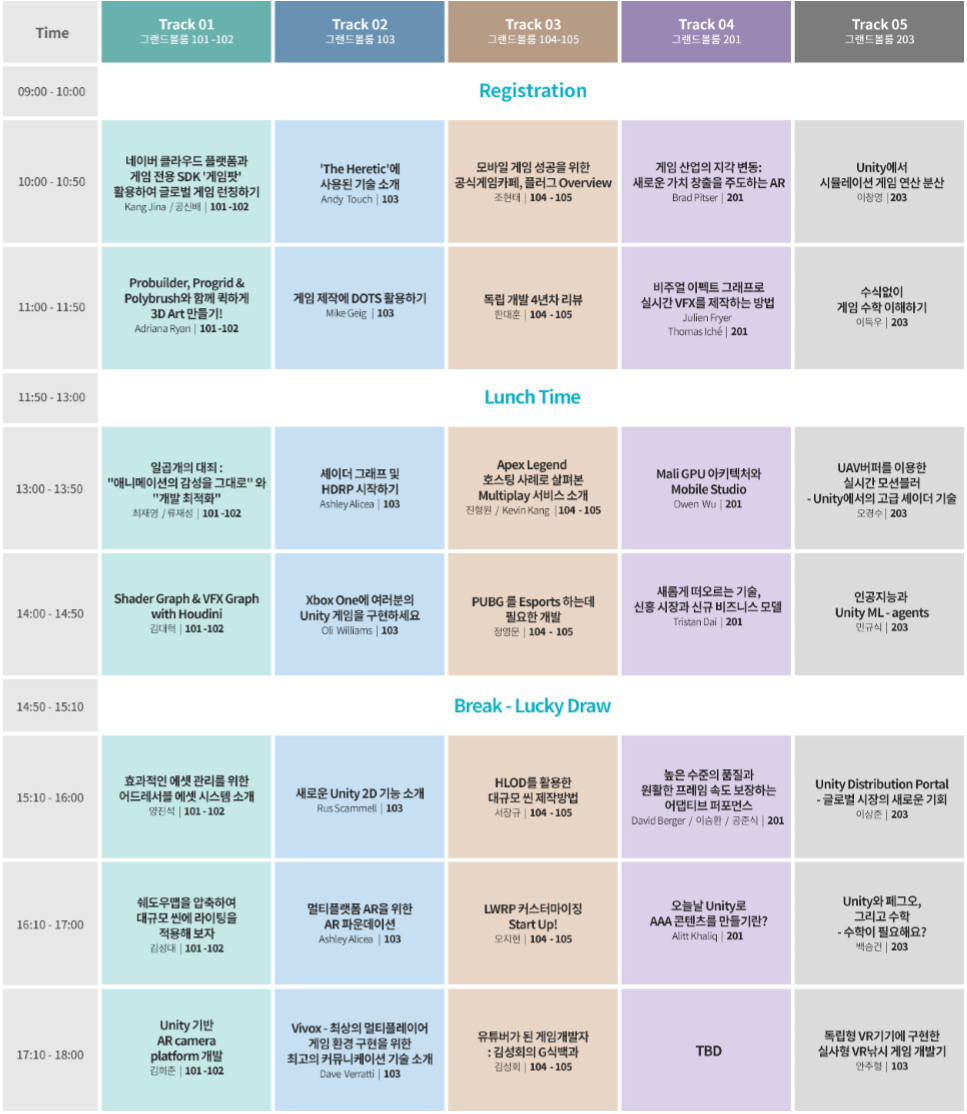 Time
Track 01
그랜드볼룸 101 -102
Track 02
그랜드볼룸 103
Track 03
그랜드볼룸 104-105
Track 04
그랜드볼룸 201
Track 05
그랜드볼룸 203
09:00 - 10:00
Registration
10:00 - 10:50
네이버 클라우드 플랫폼과
게임 전용 SDK '게임팟'
활용하여 글로벌 게임 런칭하기
Kang Jina / 공신배 | 101 -102
'The Heretic'에
사용된 기술 소개
Andy Touch | 103
모바일 게임 성공을 위한
공식게임카페, 플러그 Overview
조현태 | 104 - 105
게임 산업의 지각 변동:
새로운 가치 창출을 주도하는 AR
Brad Pitser | 201
Unity에서
시뮬레이션 게임 연산 분산
이창영 | 203
11:00 - 11:50
Probuilder, Progrid &
Polybrush와 함께 퀵하게
3D Art 만들기!
Adriana Ryan | 101 -102
게임 제작에 DOTS 활용하기
Mike Geig | 103
독립 개발 4년차 리뷰
한대훈 | 104 - 105
비주얼 이펙트 그래프로
실시간 VFX를 제작하는 방법
Julien Fryer
Thomas Iché | 201
수식없이
게임 수학 이해하기
이득우 | 203
11:50 - 13:00
Lunch Time
13:00 - 13:50
일곱개의 대죄 :
"애니메이션의 감성을 그대로" 와
"개발 최적화"
최재영 / 류재성 | 101 -102
셰이더 그래프 및
HDRP 시작하기
Ashley Alicea | 103
Apex Legend
호스팅 사례로 살펴본
Multiplay 서비스 소개
진형원 / Kevin Kang | 104 - 105
Mali GPU 아키텍처와
Mobile Studio
Owen Wu | 201
UAV버퍼를 이용한
실시간 모션블러
- Unity에서의 고급 셰이더 기술
오경수 | 203
14:00 - 14:50
Shader Graph & VFX Graph
with Houdini
김대혁 | 101 -102
Xbox One에 여러분의
Unity 게임을 구현하세요
Oli Williams | 103
PUBG 를 Esports 하는데
필요한 개발
정영문 | 104 - 105
새롭게 떠오르는 기술,
신흥 시장과 신규 비즈니스 모델
Tristan Dai | 201
인공지능과
Unity ML - agents
민규식 | 203
14:50 - 15:10
Break - Lucky Draw
15:10 - 16:00
효과적인 에셋 관리를 위한
어드레서블 에셋 시스템 소개
양진석 | 101 - 102
새로운 Unity 2D 기능 소개
Rus Scammell | 103
HLOD를 활용한
대규모 씬 제작방법
서장규 | 104 - 105
높은 수준의 품질과
원활한 프레임 속도 보장하는
어댑티브 퍼포먼스
David Berger / 이승환 / 공준식 | 201
Unity Distribution Portal
- 글로벌 시장의 새로운 기회
이상준 | 203
16:10 - 17:00
쉐도우맵을 압축하여
대규모 씬에 라이팅을
적용해 보자
김성대 | 101 -102
멀티플랫폼 AR을 위한
AR 파운데이션
Ashley Alicea | 103
LWRP 커스터마이징
Start Up!
오지현 | 104 - 105
오늘날 Unity로
AAA 콘텐츠를 만들기란?
Alitt Khaliq | 201
Unity와 페그오,
그리고 수학
- 수학이 필요해요?
백승건 | 203
17:10 - 18:00
Unity 기반
AR camera
platform 개발
김희준 | 101 -102
Vivox - 최상의 멀티플레이어
게임 환경 구현을 위한
최고의 커뮤니케이션 기술 소개
Dave Verratti | 103
유튜버가 된 게임개발자
: 김성회의 G식백과
김성회 | 104 - 105
TBD
독립형 VR기기에 구현한
실사형 VR낚시 게임 개발기
안주형 | 103